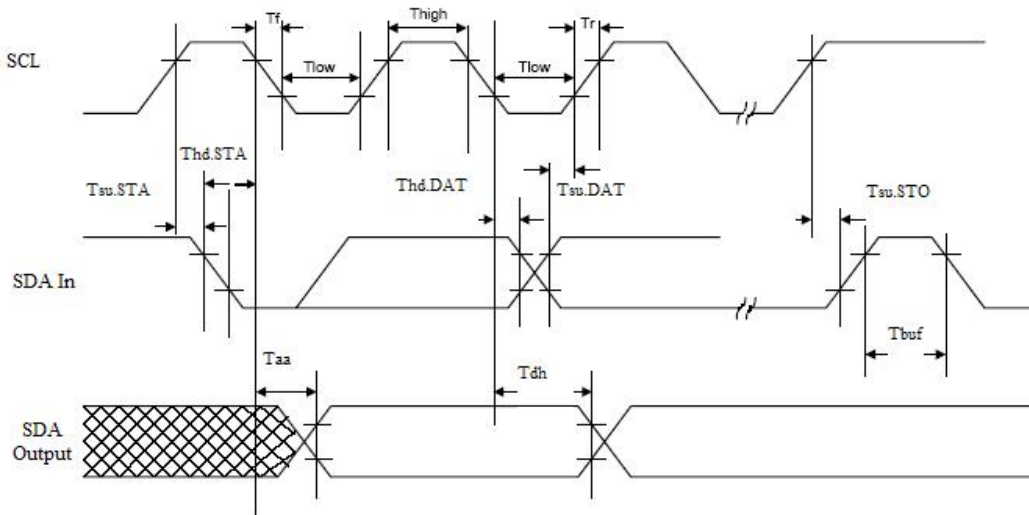 Tf
Thigh
Tr
SCL
Tlow
Tlow
Thd.STA
Thd.DAT
Tsu.STA
Tsu.DAT
Tsu.STO
SDA In
Tbuf
Taa
Tdh
SDA
Output